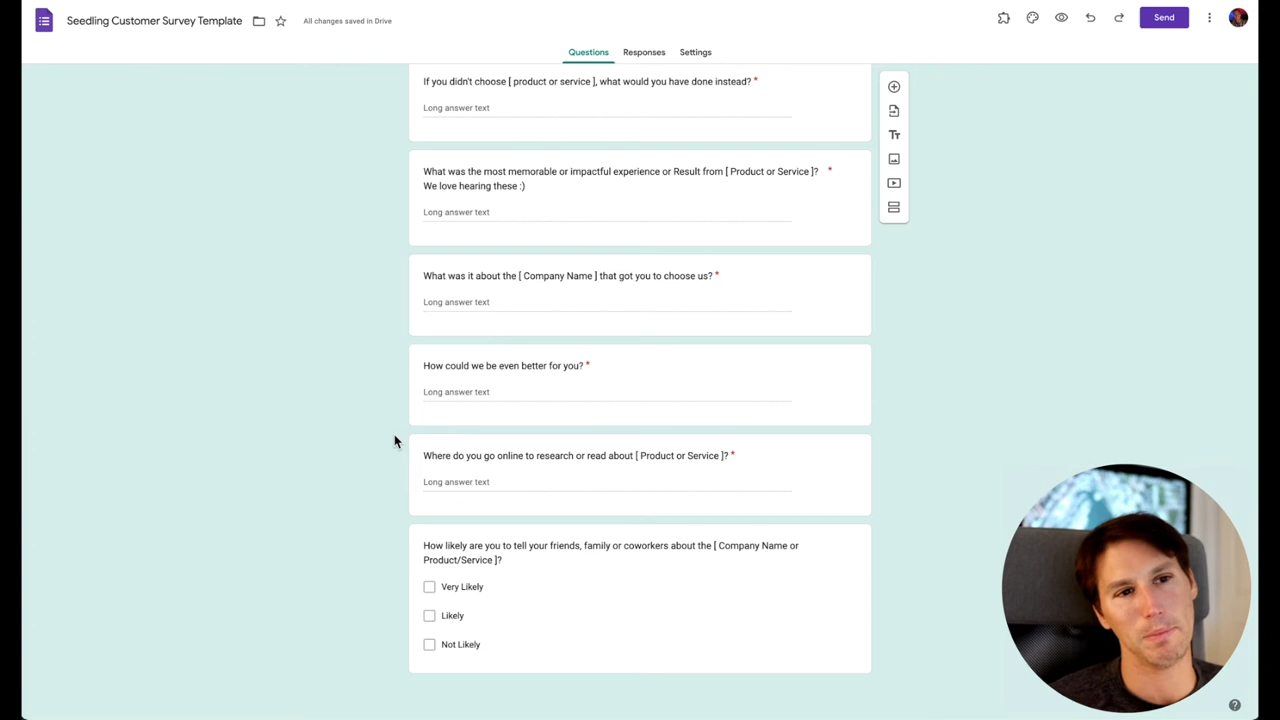 Seedling Customer Survey Template
All changes saved in Drive
Send
Questions
Responses
Settings
If you didn't choose [ product or service ], what would you have done instead? *
Long answer text
What was the most memorable or impactful experience or Result from [ Product or Service ]? *
We love hearing these :)
Long answer text
What was it about the [ Company Name ] that got you to choose us? *
Long answer text
How could we be even better for you? *
Long answer text
Where do you go online to research or read about [ Product or Service ]? *
Long answer text
How likely are you to tell your friends, family or coworkers about the [ Company Name or
Product/Service ]?
Very Likely
Likely
Not Likely